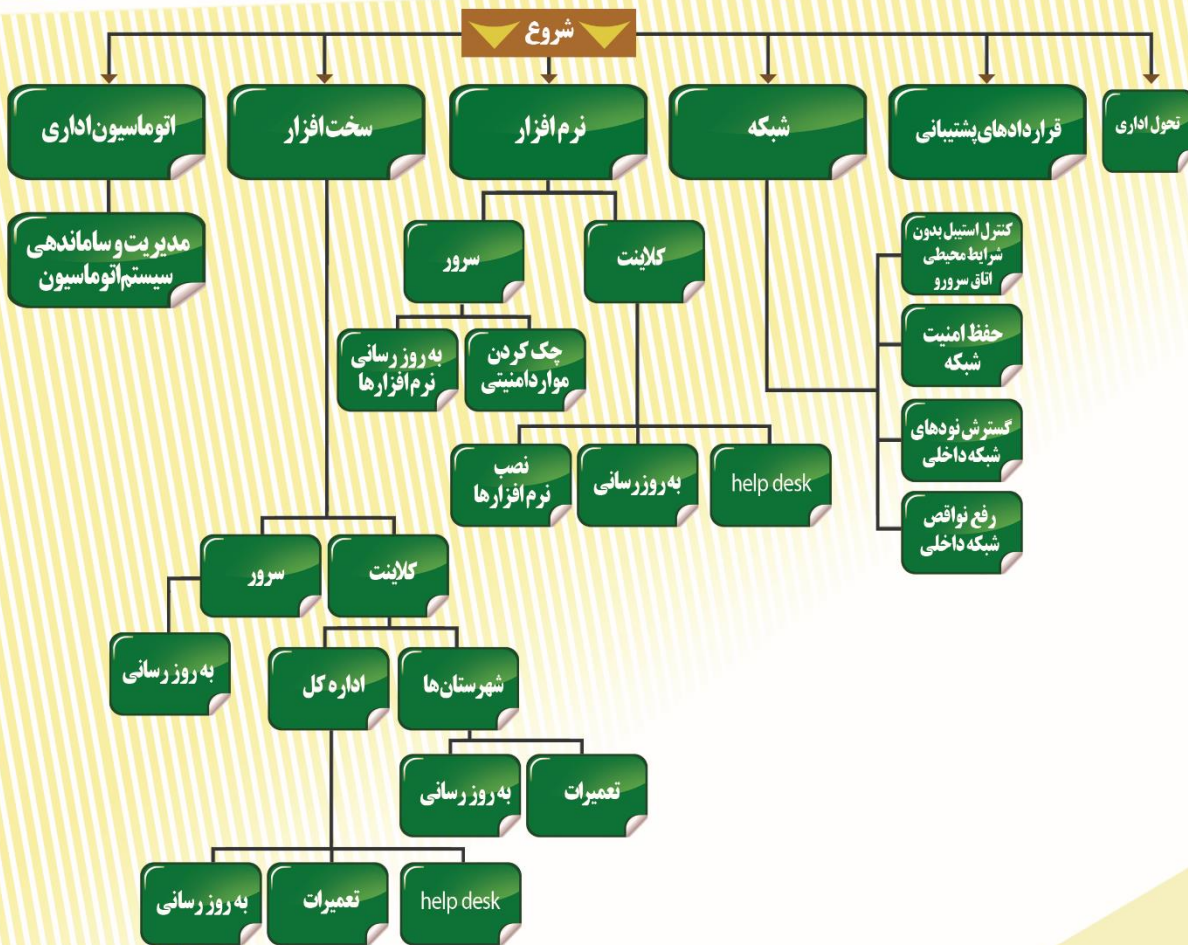 شروع
تحول اداری
قراردادهای پشتیبانی
شبکه
نرم افزار
سخت افزار
اتوماسیون اداری
کنترل استیبل بدون
شرایط محیطی
اتاق سرورو
حفظ امنیت
شبکه
گسترش نودهای
شبکه داخلی
رفع نواقص
شبکه داخلی
کلاینت
سرور
مدیریت و ساماندهی
سیستم اتوماسیون
چک کردن
موارد امنیتی
به روز رسانی
نرم افزارها
help desk
به روز رسانی
نصب
نرم افزارها
کلاینت
سرور
شهرستان‌ها
اداره کل
به روز رسانی
تعمیرات
به روز رسانی
help desk
تعمیرات
به روز رسانی